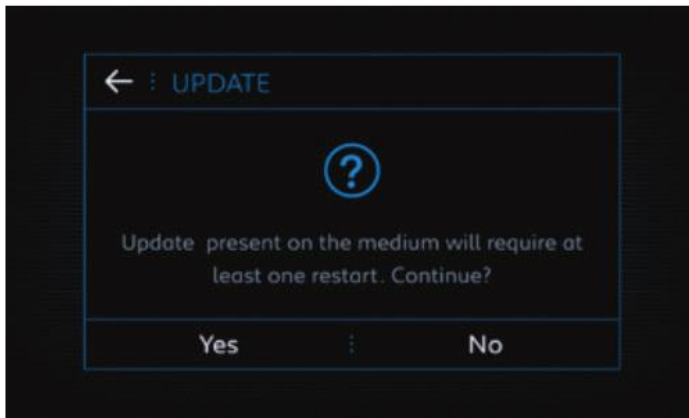 UPDATE
Update present on the medium will require at
least one restart. Continue?
Yes
No